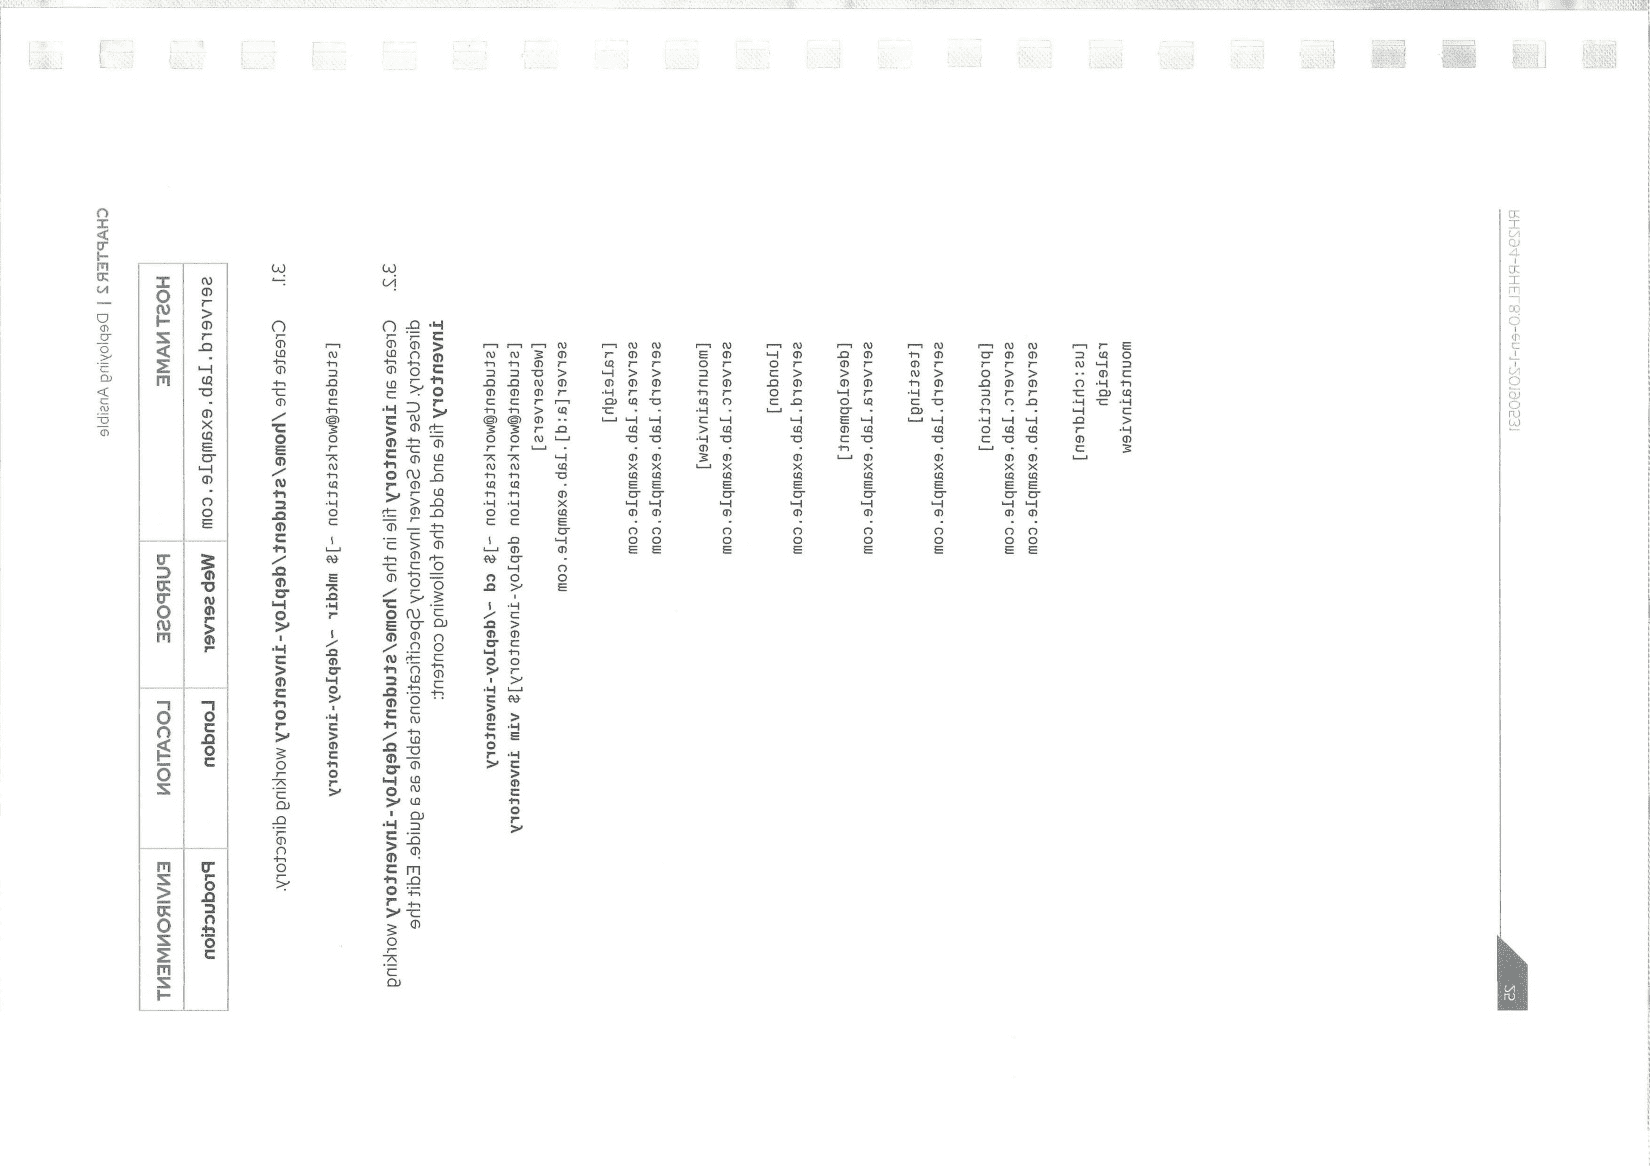 CHAPTER 2 | Deploying Ansible
HOST NAME PURPOSE LOCATION ENVIRONMENT
serverd.lab.example.com Web server London Production
3.1. Create the /home/student/deploy-inventory working directory.
[student@workstation ~]$ mkdir ~/deploy-inventory
3.2. Create an inventory file in the /home/student/deploy-inventory working
directory. Use the Server Inventory Specifications table as a guide. Edit the
inventory file and add the following content:
[student@workstation ~]$ cd ~/deploy-inventory
[student@workstation deploy-inventory]$ vim inventory
[webservers]
server[a:d].lab.example.com
[raleigh]
servera.lab.example.com
serverb.lab.example.com
[mountainview]
serverc.lab.example.com
[london]
serverd.lab.example.com
[development]
servera.lab.example.com
[testing]
serverb.lab.example.com
[production]
serverc.lab.example.com
serverd.lab.example.com
[us:children]
raleigh
mountainview
RH294-RHEL8.0-en-1-20190531 25